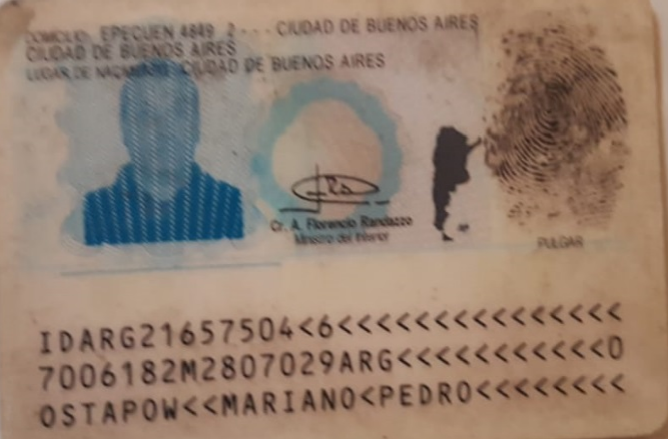 DOMICILIO: EPECUEN 4849 2 - - - CIUDAD DE BUENOS AIRES
CIUDAD DE BUENOS AIRES
LUGAR DE NACIMIENTO: CIUDAD DE BUENOS AIRES
Cr. A. Florencio Randazzo
Ministro del Interior
PULGAR
IDARG21657504<6<<<<<<<<<<<<<<<
7006182M2807029ARG<<<<<<<<<<<0
OSTAPOW<<MARIANO<PEDRO<<<<<<<<